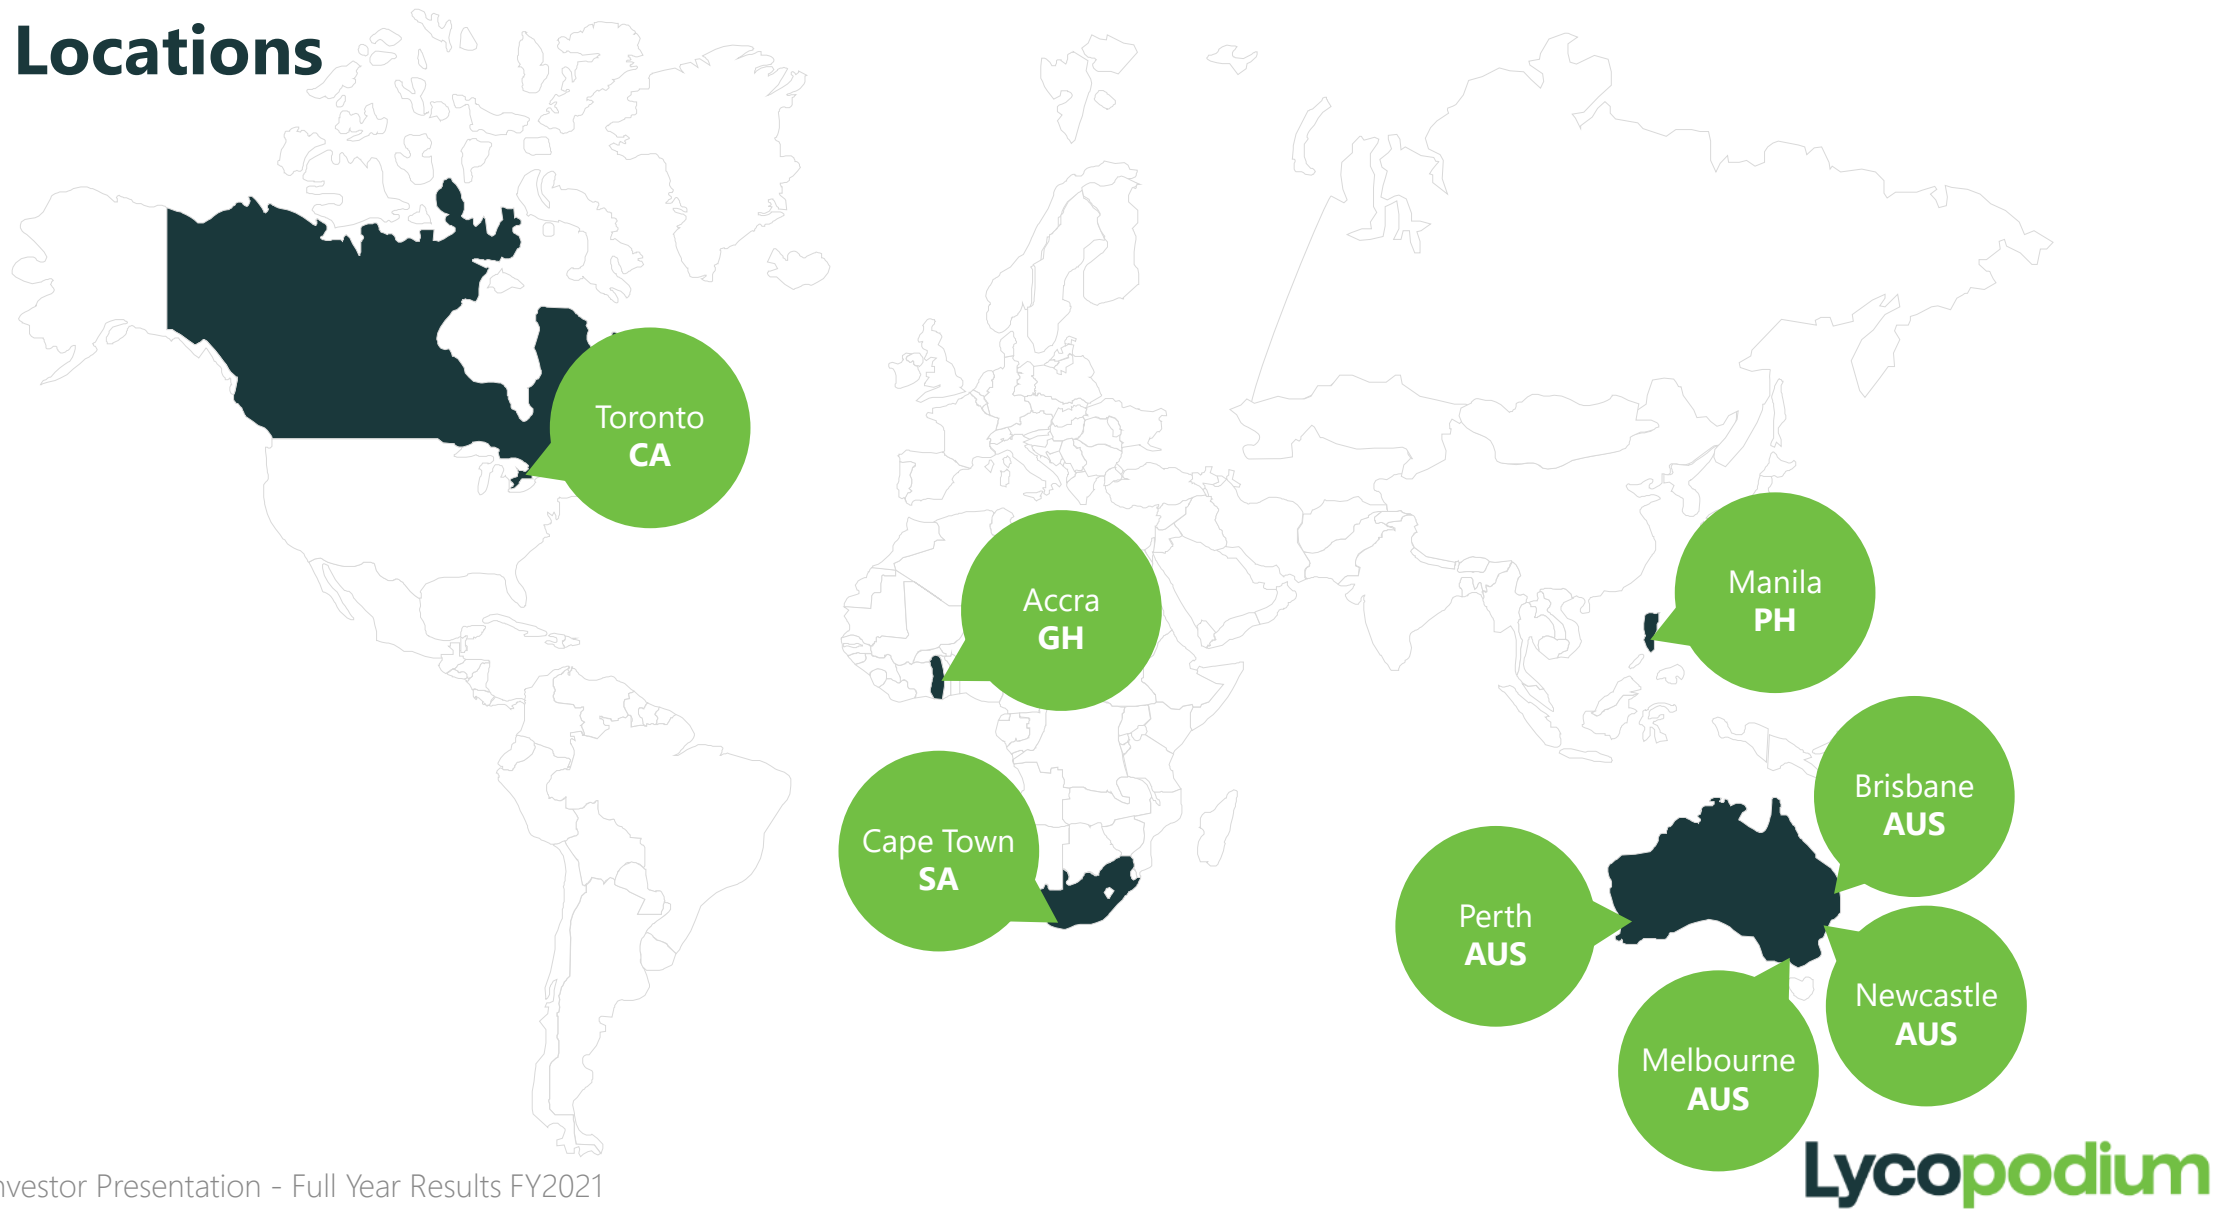 Locations
Toronto
CA
Accra
GH
Manila
PH
Cape Town
SA
Brisbane
AUS
Perth
AUS
Newcastle
AUS
Melbourne
AUS
nvestor Presentation - Full Year Results FY2021
Lycopodium